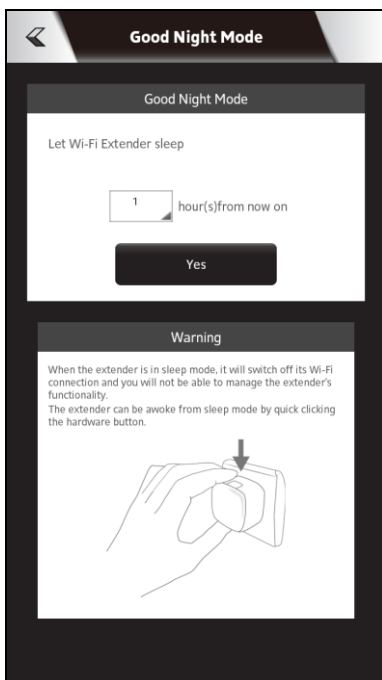 Good Night Mode
Good Night Mode
Let Wi-Fi Extender sleep
1 hour(s)from now on
Yes
Warning
When the extender is in sleep mode, it will switch off its Wi-Fi
connection and you will not be able to manage the extender's
functionality.
The extender can be awoke from sleep mode by quick clicking
the hardware button.